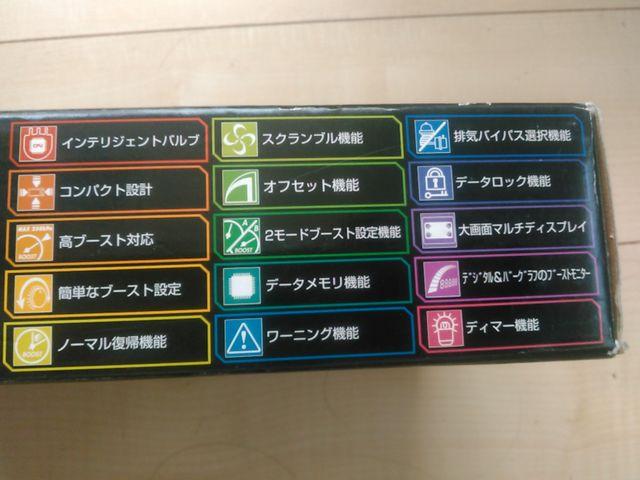 CPU
インテリジェントバルブ
コンパクト設計
MAX 250kPa
BOOST
高ブースト対応
簡単なブースト設定
BOOST
ノーマル復帰機能
スクランブル機能
オフセット機能
A
B
BOOST
2モードブースト設定機能
データメモリ機能
ワーニング機能
排気バイパス選択機能
データロック機能
大画面マルチディスプレイ
デジタル&バーグラフのブーストモニター
ディマー機能